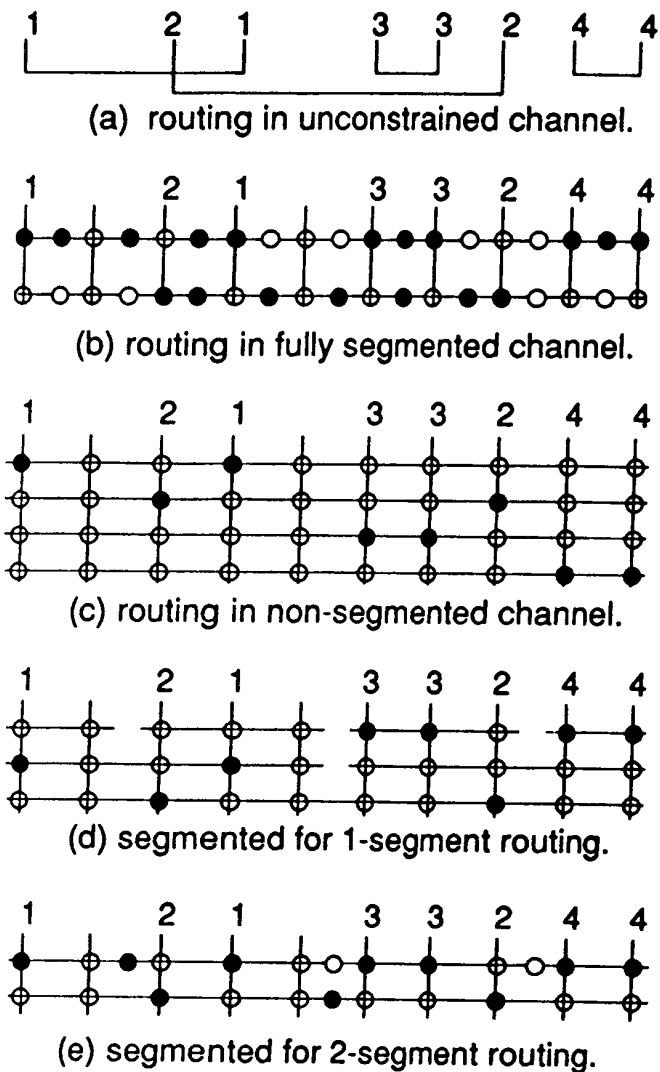 1 2 1 3 3 2 4 4
(a) routing in unconstrained channel.
1 2 1 3 3 2 4 4
(b) routing in fully segmented channel.
1 2 1 3 3 2 4 4
(c) routing in non-segmented channel.
1 2 1 3 3 2 4 4
(d) segmented for 1-segment routing.
1 2 1 3 3 2 4 4
(e) segmented for 2-segment routing.